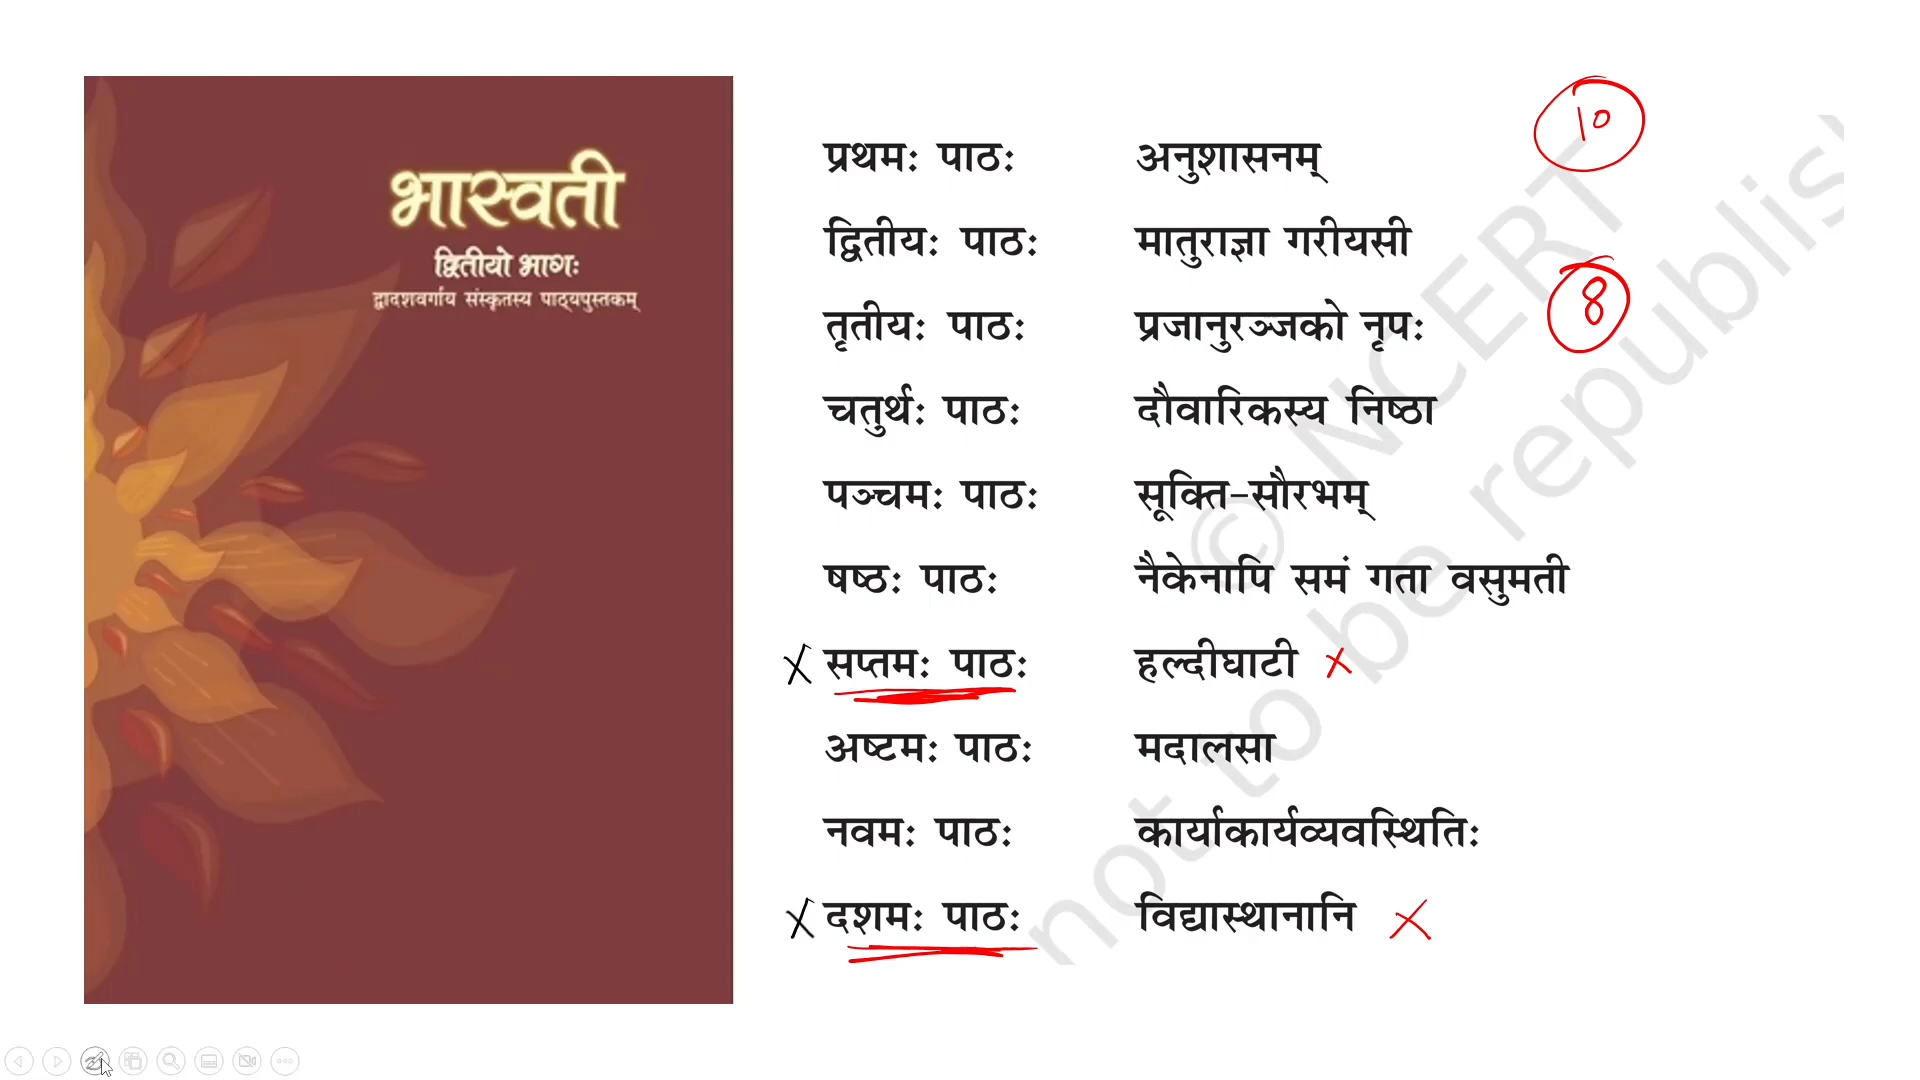 भास्वती
द्वितीयो भागः
द्वादशवर्गाय संस्कृतस्य पाठ्यपुस्तकम्
10
प्रथमः पाठः अनुशासनम्
द्वितीयः पाठः मातुराज्ञा गरीयसी
8
तृतीयः पाठः प्रजानुरञ्जको नृपः
चतुर्थः पाठः दौवारिकस्य निष्ठा
पञ्चमः पाठः सूक्ति-सौरभम्
षष्ठः पाठः नैकेनापि समं गता वसुमती
X सप्तमः पाठः हल्दीघाटी X
अष्टमः पाठः मदालसा
नवमः पाठः कार्याकार्यव्यवस्थितिः
X दशमः पाठः विद्यास्थानानि X
© NCERT
not to be republis